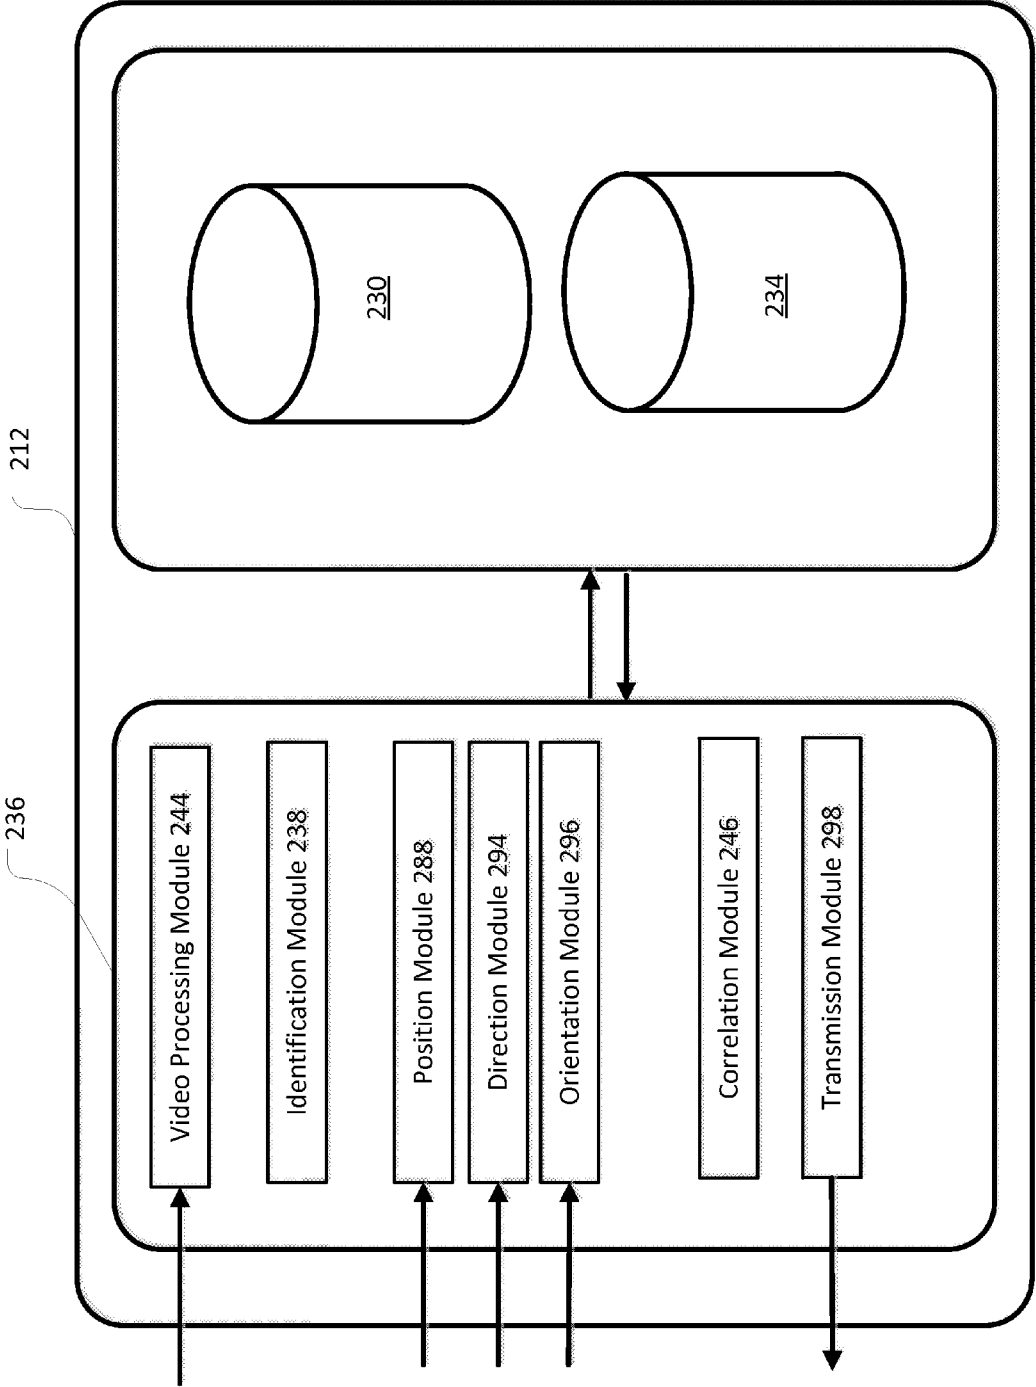 212
236
Video Processing Module 244
Identification Module 238
Position Module 288
Direction Module 294
Orientation Module 296
Correlation Module 246
Transmission Module 298
230
234